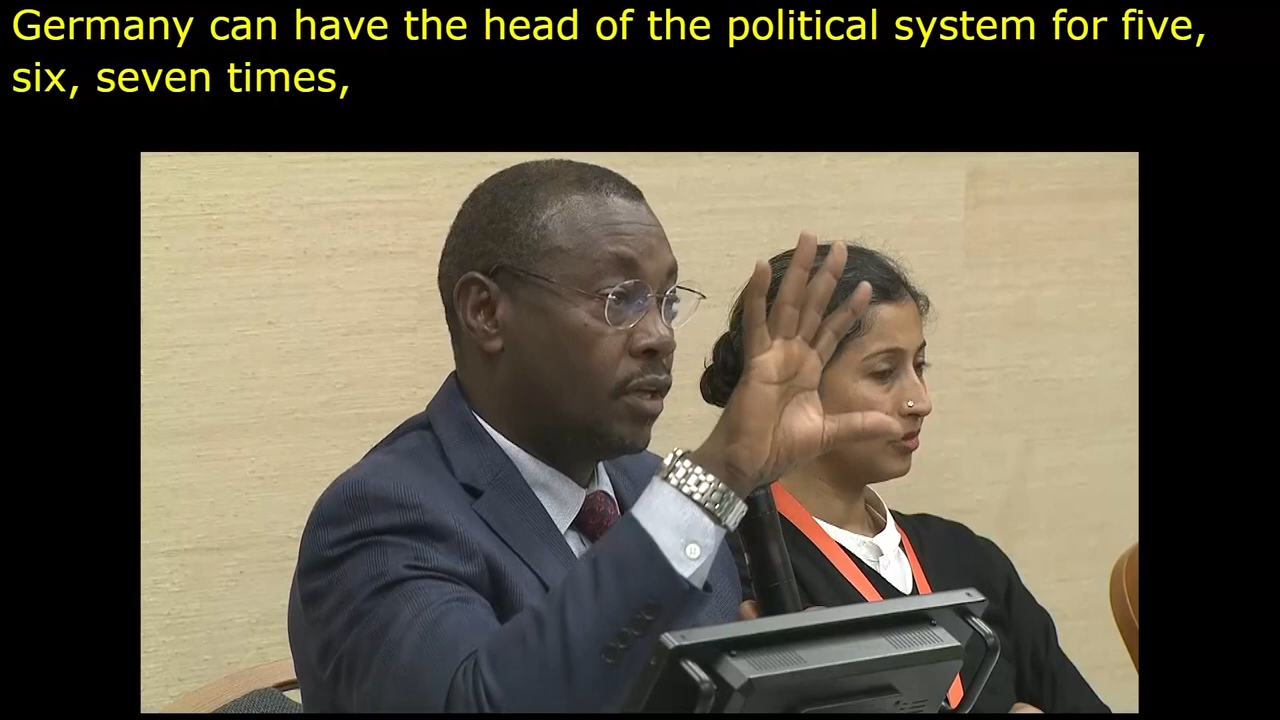 Germany can have the head of the political system for five,
six, seven times,